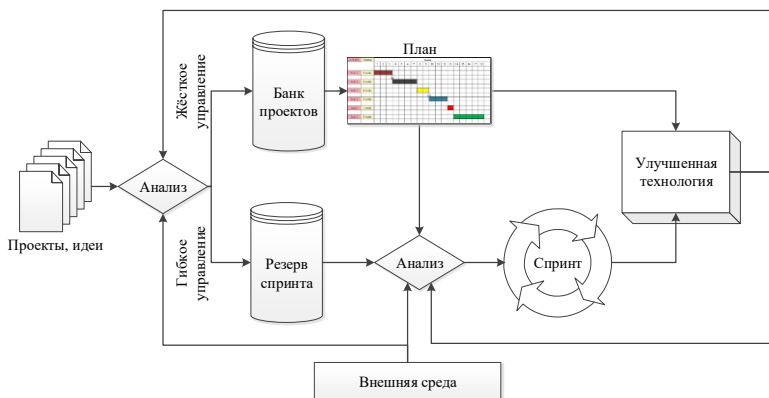 План
Жёсткое
управление
Банк
проектов
Улучшенная
технология
Анализ
Проекты, идеи
Гибкое
управление
Резерв
спринта
Анализ
Спринт
Внешняя среда